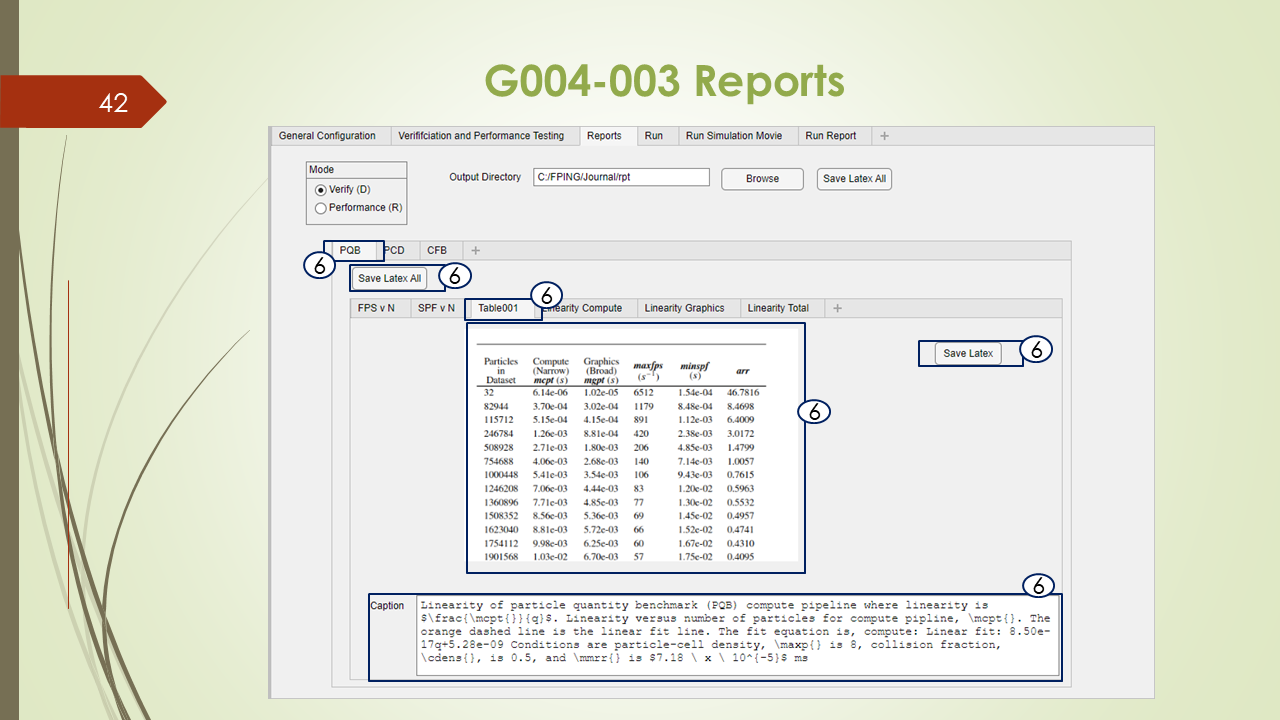 42
G004-003 Reports
General Configuration Verififciation and Performance Testing Reports Run Run Simulation Movie Run Report +
Mode
Verify (D)
Performance (R)
Output Directory C:/FPING/Journal/rpt Browse Save Latex All
PQB PCD CFB +
6
Save Latex All 6
6
FPS v N SPF v N Table001 Linearity Compute Linearity Graphics Linearity Total +
Save Latex 6
Particles Compute Graphics
in (Narrow) (Broad) maxfps minspf arr
Dataset mcpt (s) mgpt (s) (s⁻¹) (s)
32 6.14e-06 1.02e-05 6512 1.54e-04 46.7816
82944 3.70e-04 3.02e-04 1179 8.48e-04 8.4698
115712 5.15e-04 4.15e-04 891 1.12e-03 6.4009
6
246784 1.26e-03 8.81e-04 420 2.38e-03 3.0172
508928 2.71e-03 1.80e-03 206 4.85e-03 1.4799
754688 4.06e-03 2.68e-03 140 7.14e-03 1.0057
1000448 5.41e-03 3.54e-03 106 9.43e-03 0.7615
1246208 7.06e-03 4.44e-03 83 1.20e-02 0.5963
1360896 7.71e-03 4.85e-03 77 1.30e-02 0.5532
1508352 8.56e-03 5.36e-03 69 1.45e-02 0.4957
1623040 8.81e-03 5.72e-03 66 1.52e-02 0.4741
1754112 9.98e-03 6.25e-03 60 1.67e-02 0.4310
1901568 1.03e-02 6.70e-03 57 1.75e-02 0.4095
6
Caption
Linearity of particle quantity benchmark (PQB) compute pipeline where linearity is
$\frac{\mcpt{}}{q}$. Linearity versus number of particles for compute pipline, \mcpt{}. The
orange dashed line is the linear fit line. The fit equation is, compute: Linear fit: 8.50e-
17q+5.28e-09 Conditions are particle-cell density, \maxp{} is 8, collision fraction,
\cdens{}, is 0.5, and \mmrr{} is $7.18 \ x \ 10^{-5}$ ms